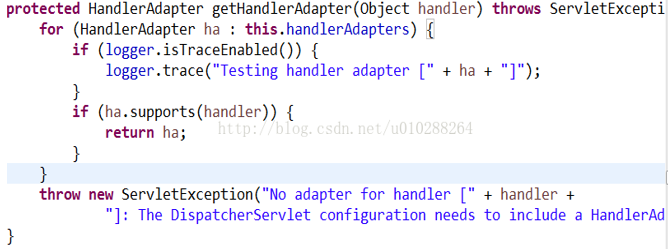 protected HandlerAdapter getHandlerAdapter(Object handler) throws ServletExcepti
for (HandlerAdapter ha : this.handlerAdapters) {
if (logger.isTraceEnabled()) {
logger.trace("Testing handler adapter [" + ha + "]");
}
if (ha.supports(handler)) {
return ha;
http://blog.csdn.net/u010288264
}
}
throw new ServletException("No adapter for handler [" + handler +
"]: The DispatcherServlet configuration needs to include a HandlerAd
}